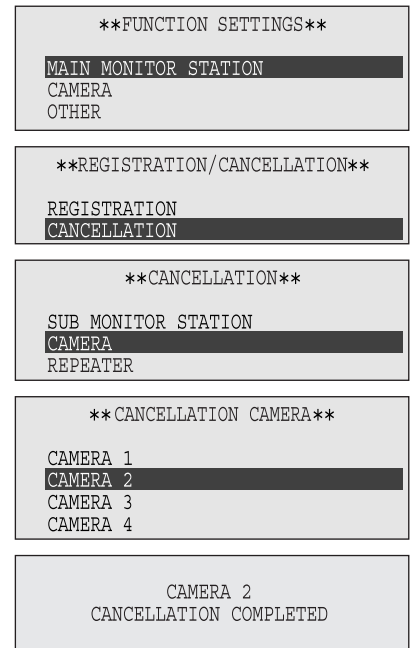 **FUNCTION SETTINGS**
MAIN MONITOR STATION
CAMERA
OTHER
**REGISTRATION/CANCELLATION**
REGISTRATION
CANCELLATION
**CANCELLATION**
SUB MONITOR STATION
CAMERA
REPEATER
**CANCELLATION CAMERA**
CAMERA 1
CAMERA 2
CAMERA 3
CAMERA 4
CAMERA 2
CANCELLATION COMPLETED